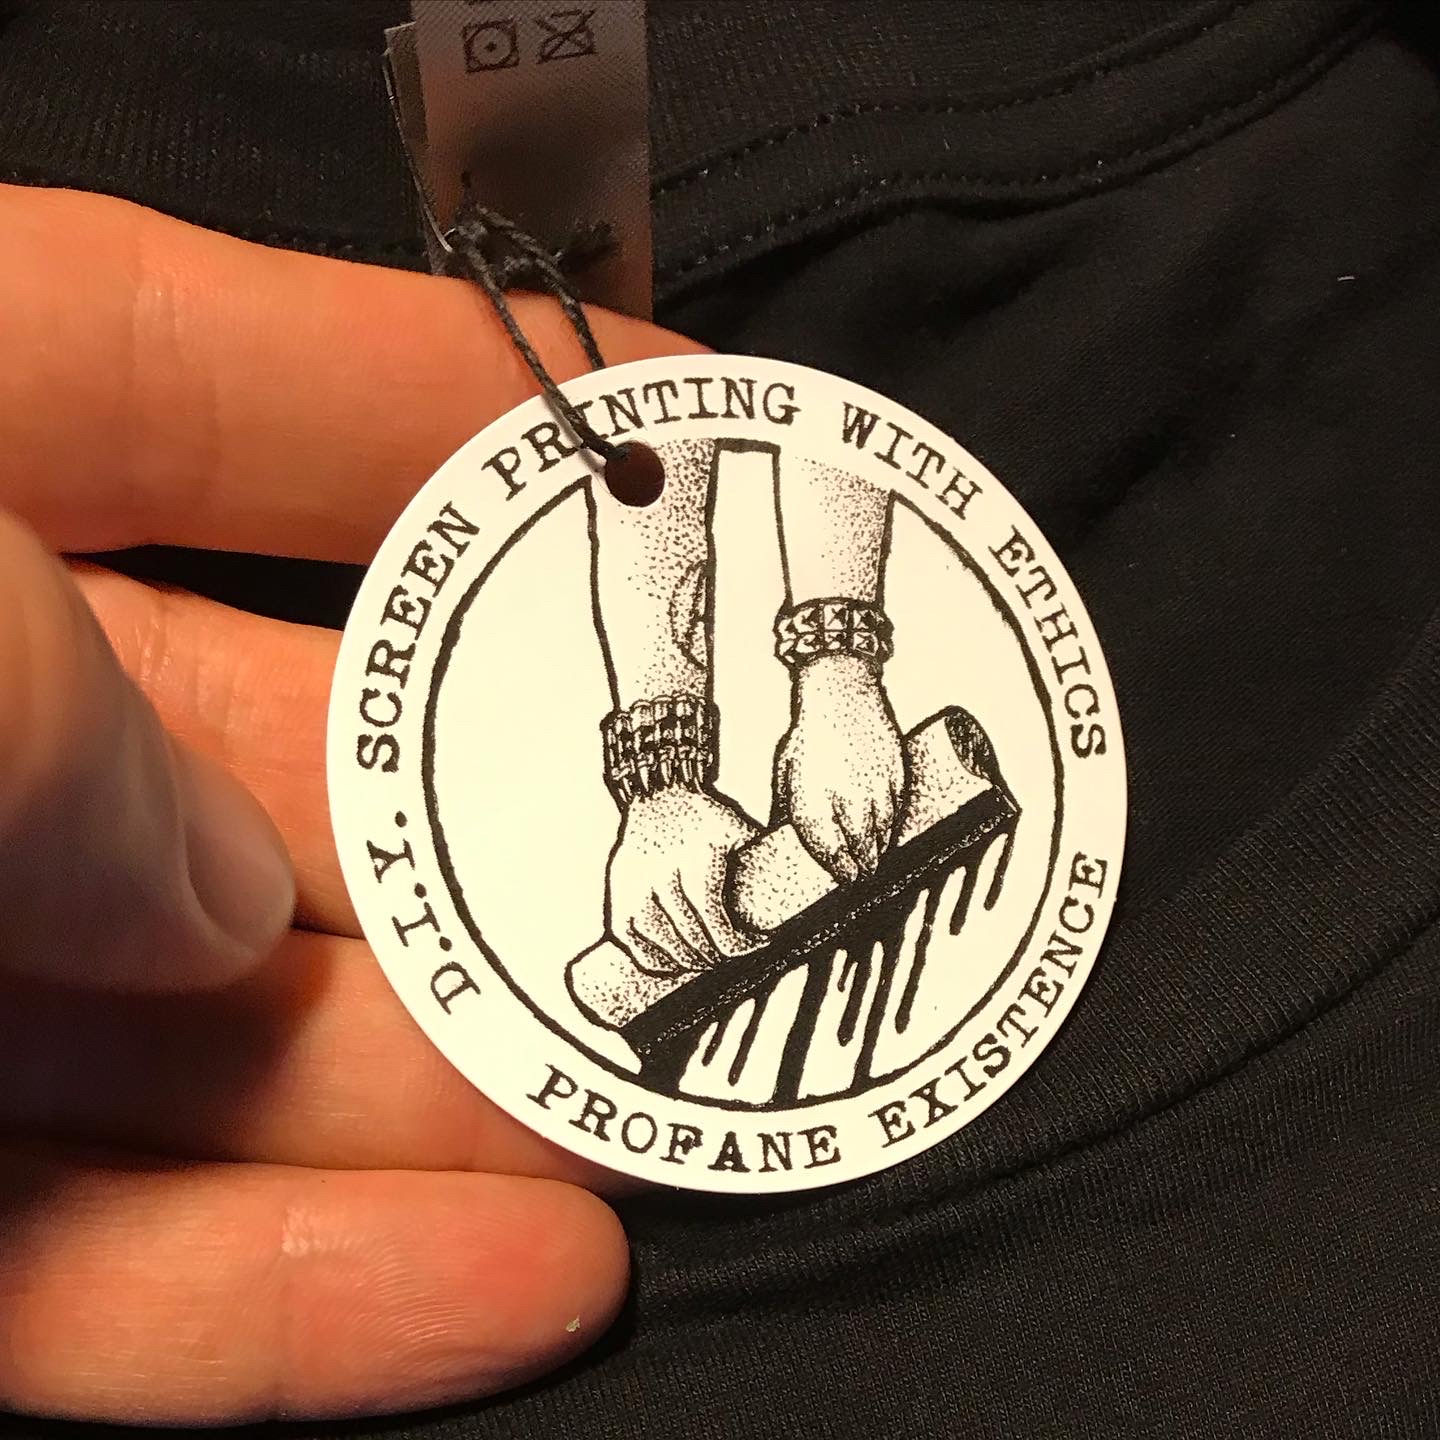 D.I.Y. SCREEN PRINTING WITH ETHICS
PROFANE EXISTENCE